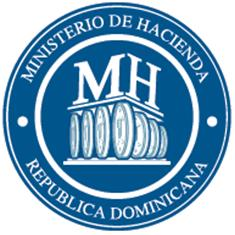 MINISTERIO DE HACIENDA
MH
REPUBLICA DOMINICANA